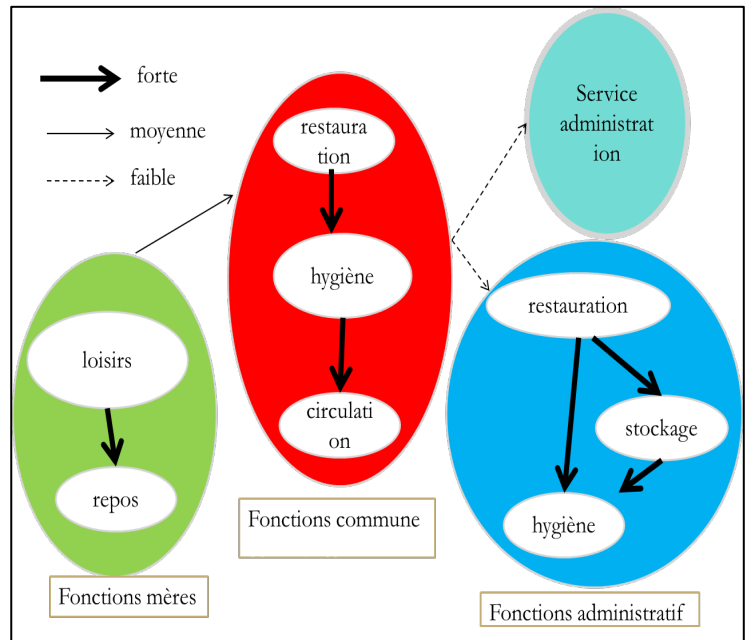 forte
moyenne
faible
restaura
tion
hygiène
circulati
on
Service
administrat
ion
loisirs
repos
restauration
stockage
hygiène
Fonctions mères
Fonctions commune
Fonctions administratif